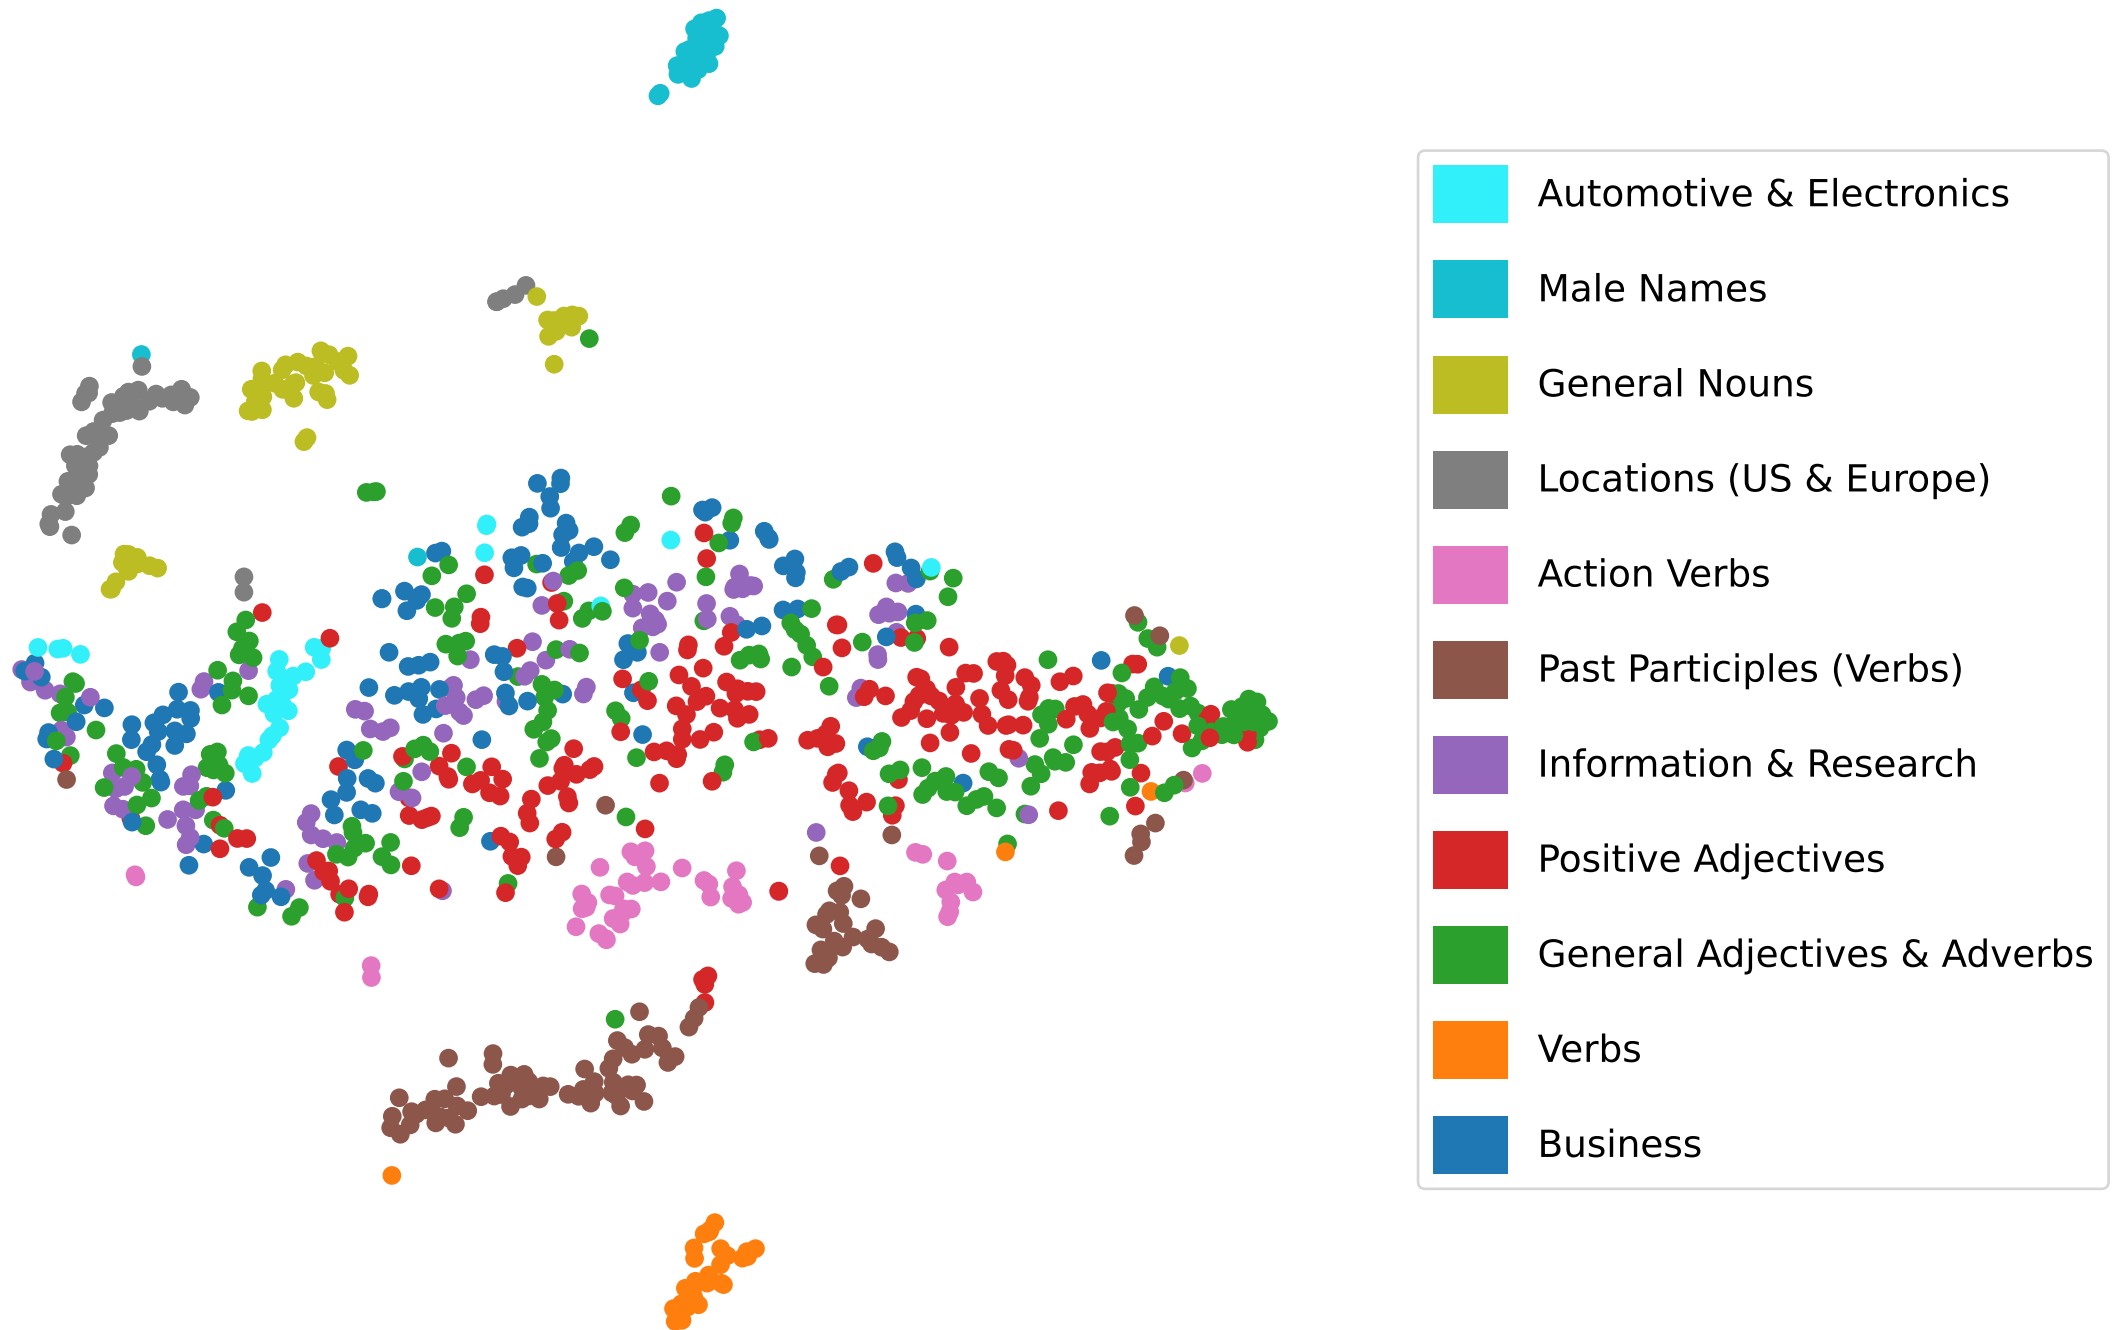 Automotive & Electronics
Male Names
General Nouns
Locations (US & Europe)
Action Verbs
Past Participles (Verbs)
Information & Research
Positive Adjectives
General Adjectives & Adverbs
Verbs
Business